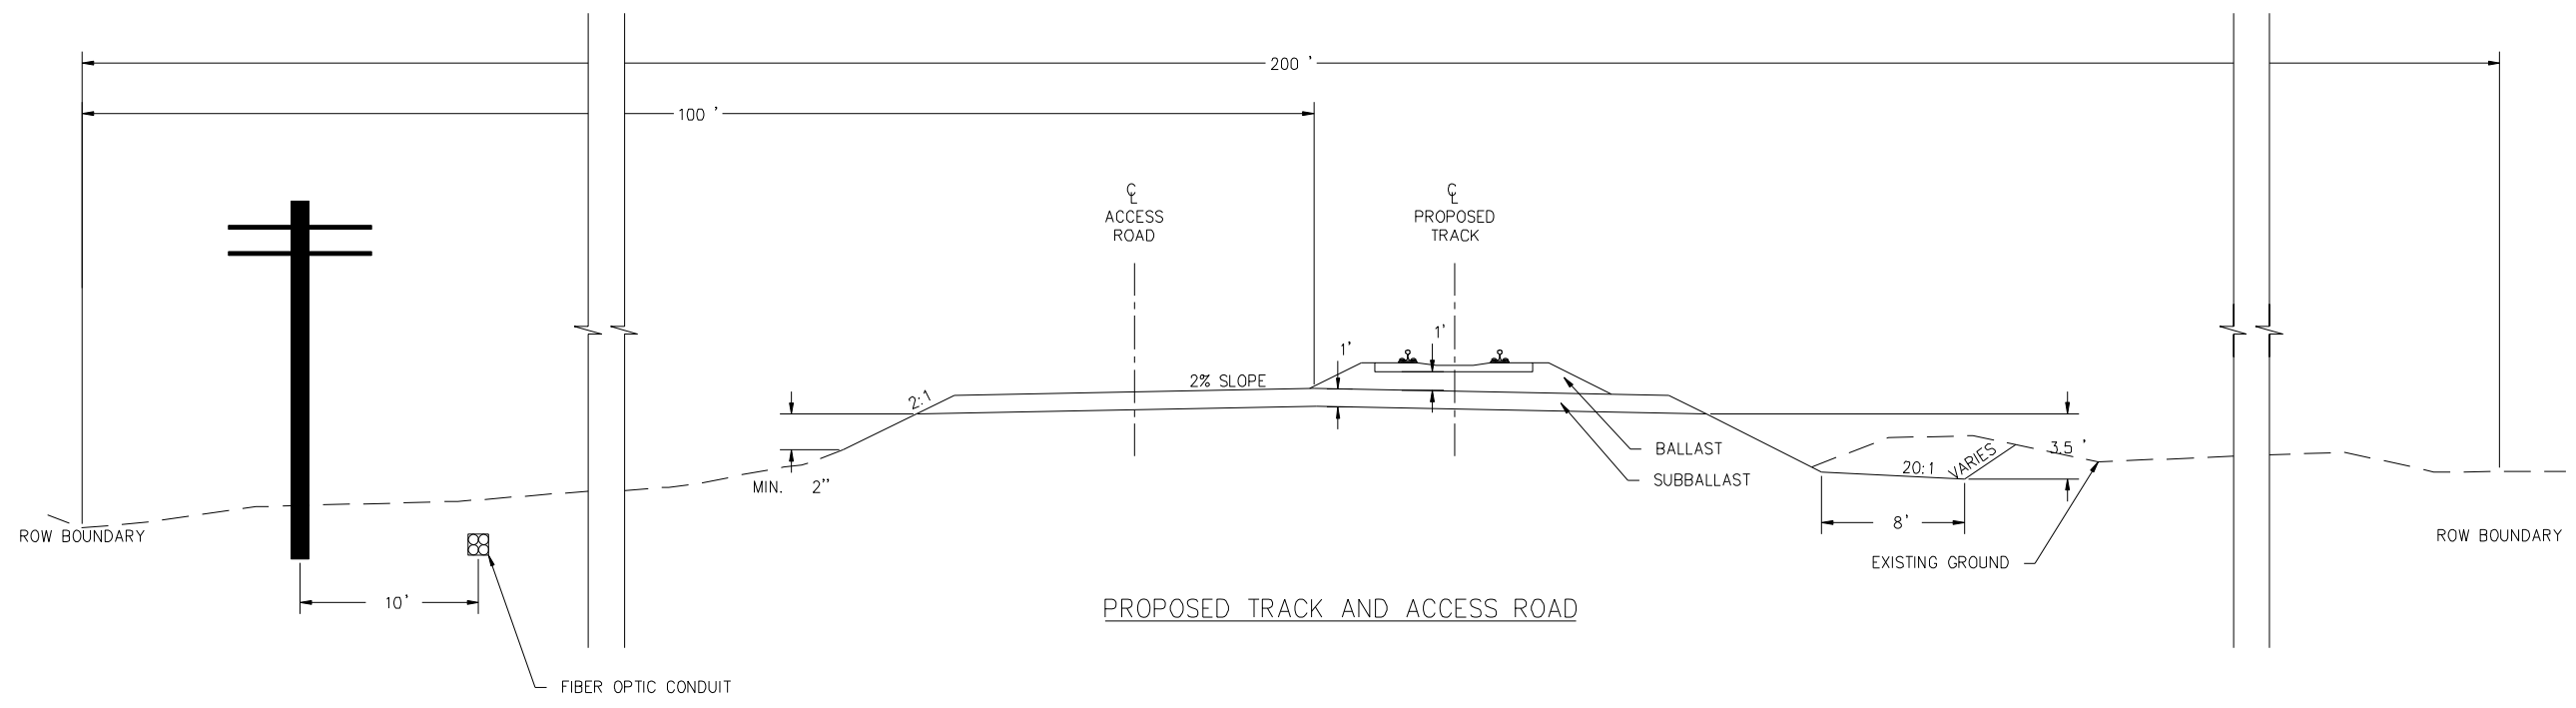 200 '
100 '
℄
ACCESS
ROAD
℄
PROPOSED
TRACK
1'
1'
2% SLOPE
2:1
BALLAST
SUBBALLAST
MIN. 2”
20:1
VARIES
3.5 '
8'
ROW BOUNDARY
ROW BOUNDARY
EXISTING GROUND
10'
PROPOSED TRACK AND ACCESS ROAD
FIBER OPTIC CONDUIT